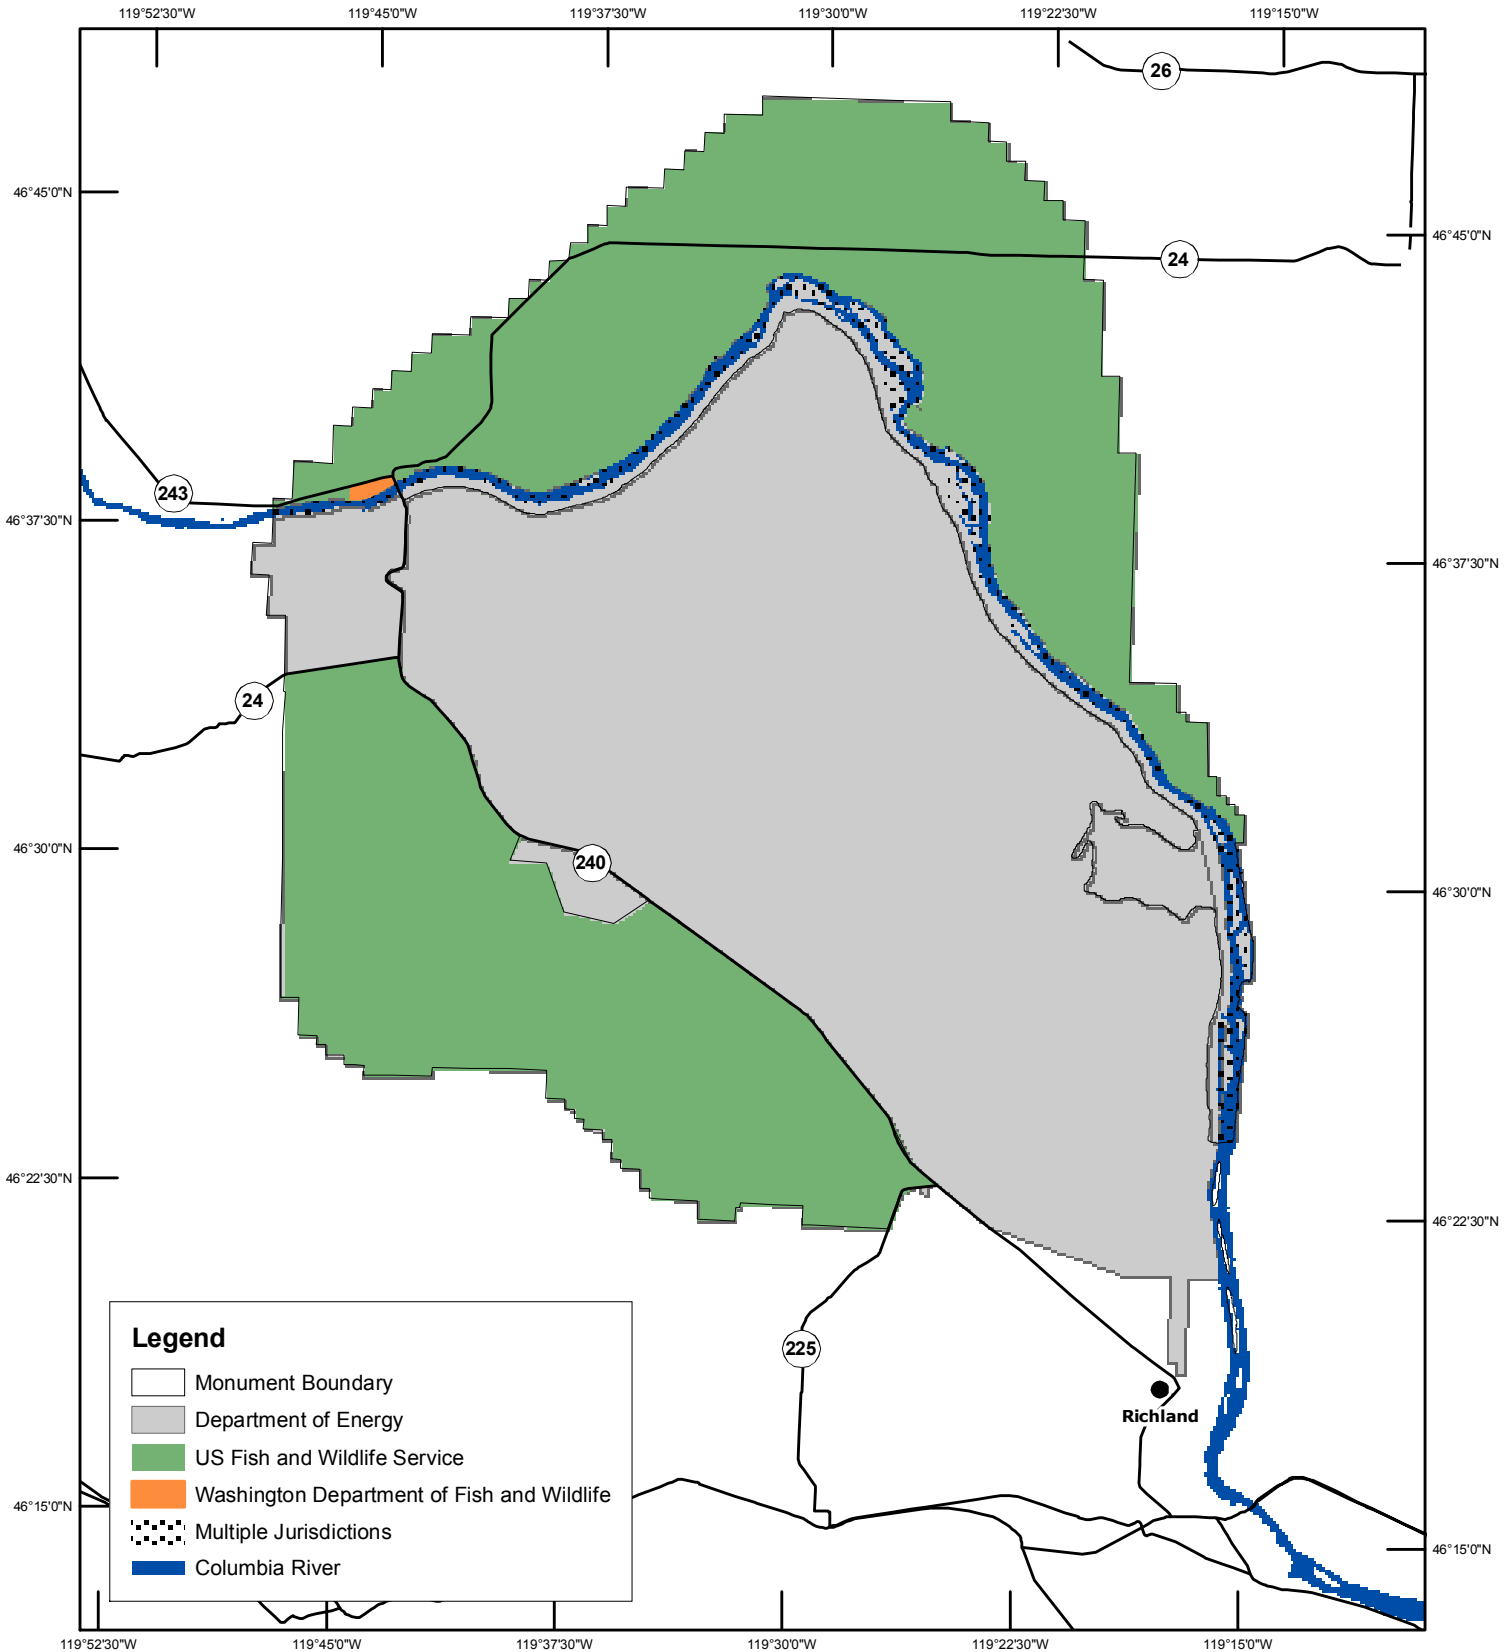 119°52'30"W 119°45'0"W 119°37'30"W 119°30'0"W 119°22'30"W 119°15'0"W
26
46°45'0"N
46°45'0"N
24
243
46°37'30"N
46°37'30"N
24
46°30'0"N
240
46°30'0"N
46°22'30"N
46°22'30"N
225
Richland
Legend
Monument Boundary
Department of Energy
US Fish and Wildlife Service
Washington Department of Fish and Wildlife
Multiple Jurisdictions
Columbia River
46°15'0"N
46°15'0"N
119°52'30"W 119°45'0"W 119°37'30"W 119°30'0"W 119°22'30"W 119°15'0"W